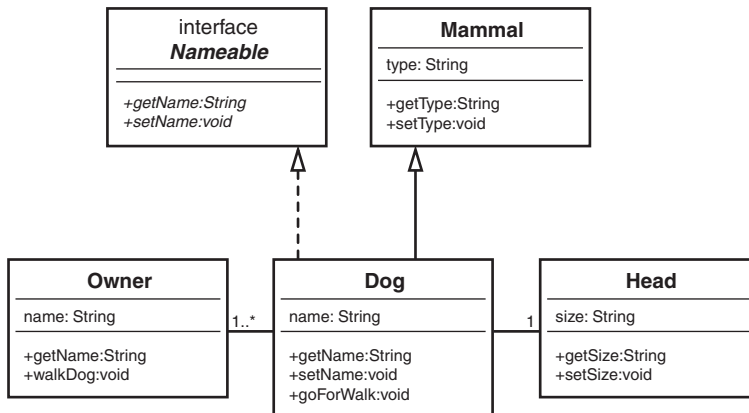 interface
Nameable
+getName:String
+setName:void
Mammal
type: String
+getType:String
+setType:void
Owner
name: String
+getName:String
+walkDog:void
1..*
Dog
name: String
+getName:String
+setName:void
+goForWalk:void
1
Head
size: String
+getSize:String
+setSize:void